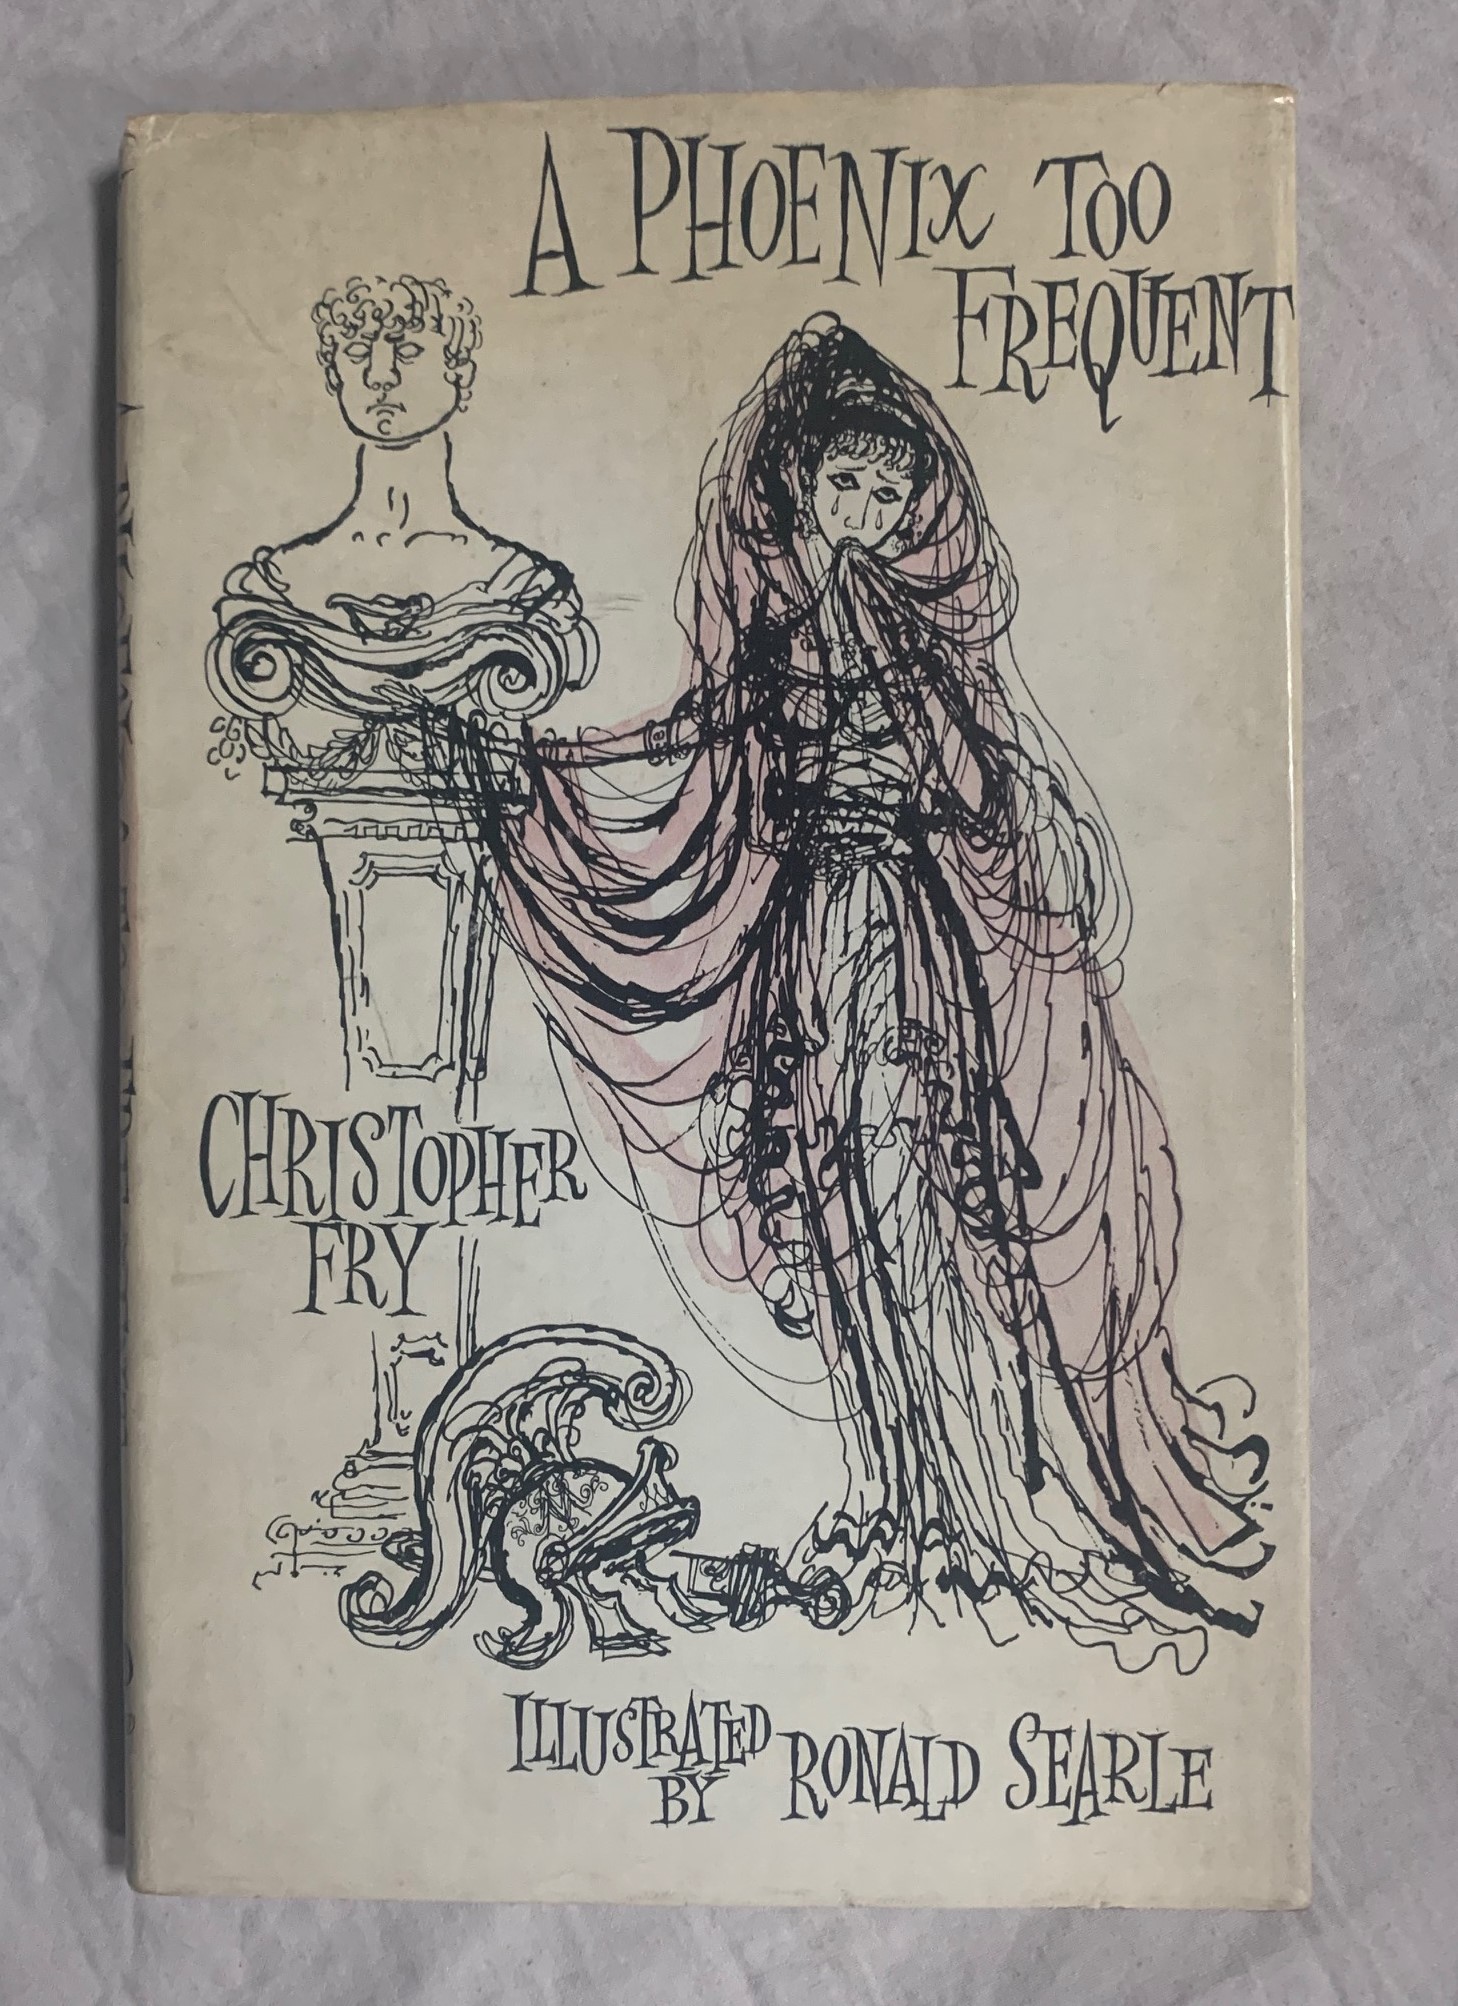 A PHOENIX TOO
FREQUENT
CHRISTOPHER
FRY
ILLUSTRATED
BY RONALD SEARLE